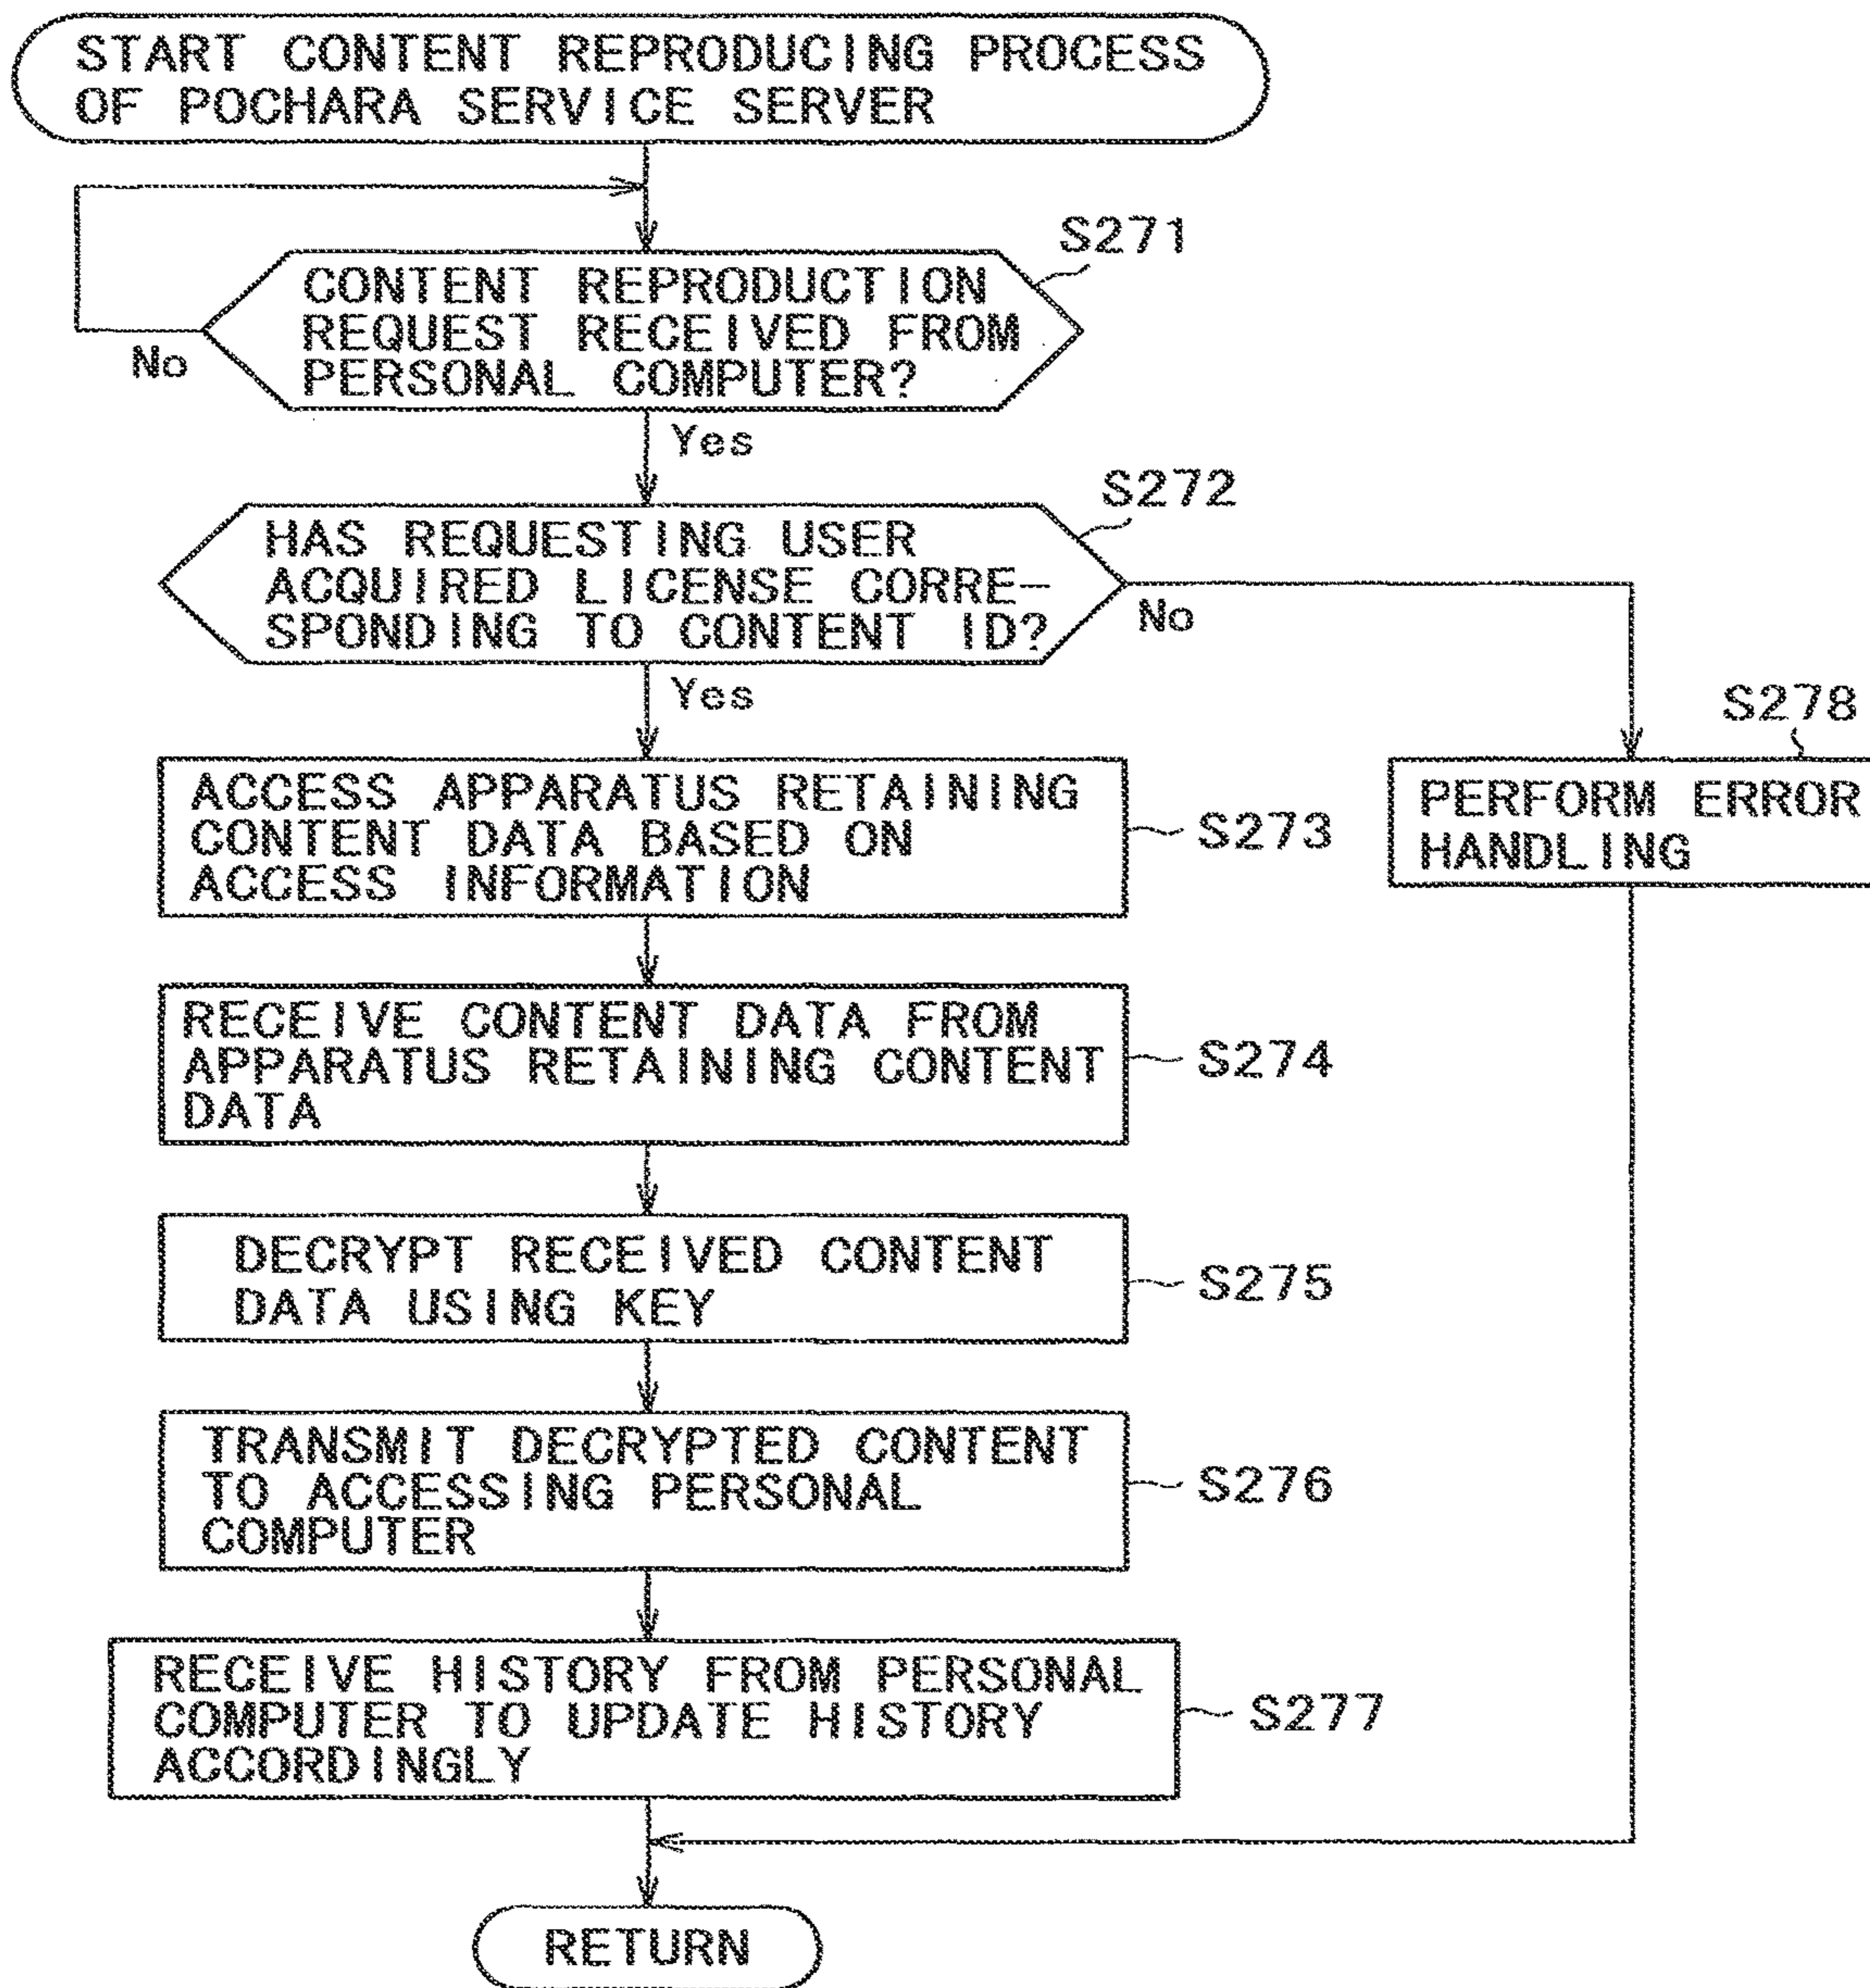 START CONTENT REPRODUCING PROCESS
OF POCHARA SERVICE SERVER
S271
CONTENT REPRODUCTION
REQUEST RECEIVED FROM
PERSONAL COMPUTER?
No
Yes
S272
HAS REQUESTING USER
ACQUIRED LICENSE CORRE-
SPONDING TO CONTENT ID?
No
Yes
S278
PERFORM ERROR
HANDLING
ACCESS APPARATUS RETAINING
CONTENT DATA BASED ON
ACCESS INFORMATION
S273
RECEIVE CONTENT DATA FROM
APPARATUS RETAINING CONTENT
DATA
S274
DECRYPT RECEIVED CONTENT
DATA USING KEY
S275
TRANSMIT DECRYPTED CONTENT
TO ACCESSING PERSONAL
COMPUTER
S276
RECEIVE HISTORY FROM PERSONAL
COMPUTER TO UPDATE HISTORY
ACCORDINGLY
S277
RETURN